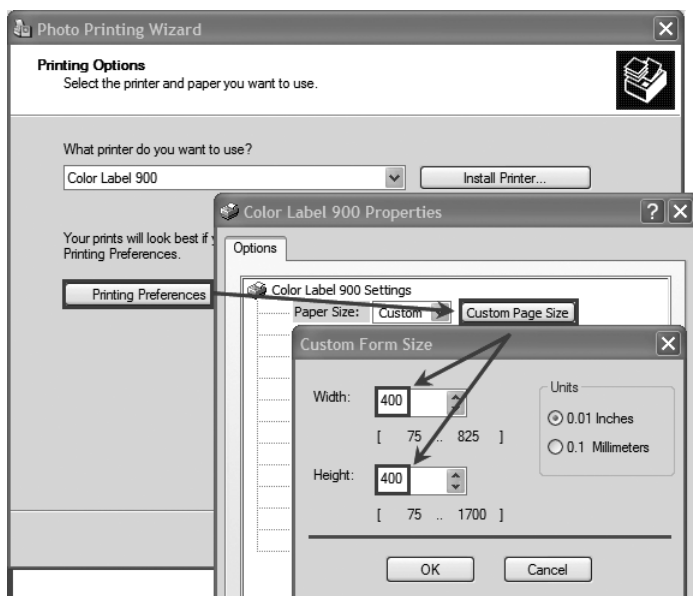 Photo Printing Wizard
Printing Options
Select the printer and paper you want to use.
What printer do you want to use?
Color Label 900
Install Printer...
Your prints will look best if
Printing Preferences.
Printing Preferences
Color Label 900 Properties
Options
Color Label 900 Settings
Paper Size: Custom Custom Page Size
Custom Form Size
Width: 400
[ 75 .. 825 ]
Height: 400
[ 75 .. 1700 ]
Units
0.01 Inches
0.1 Millimeters
OK Cancel